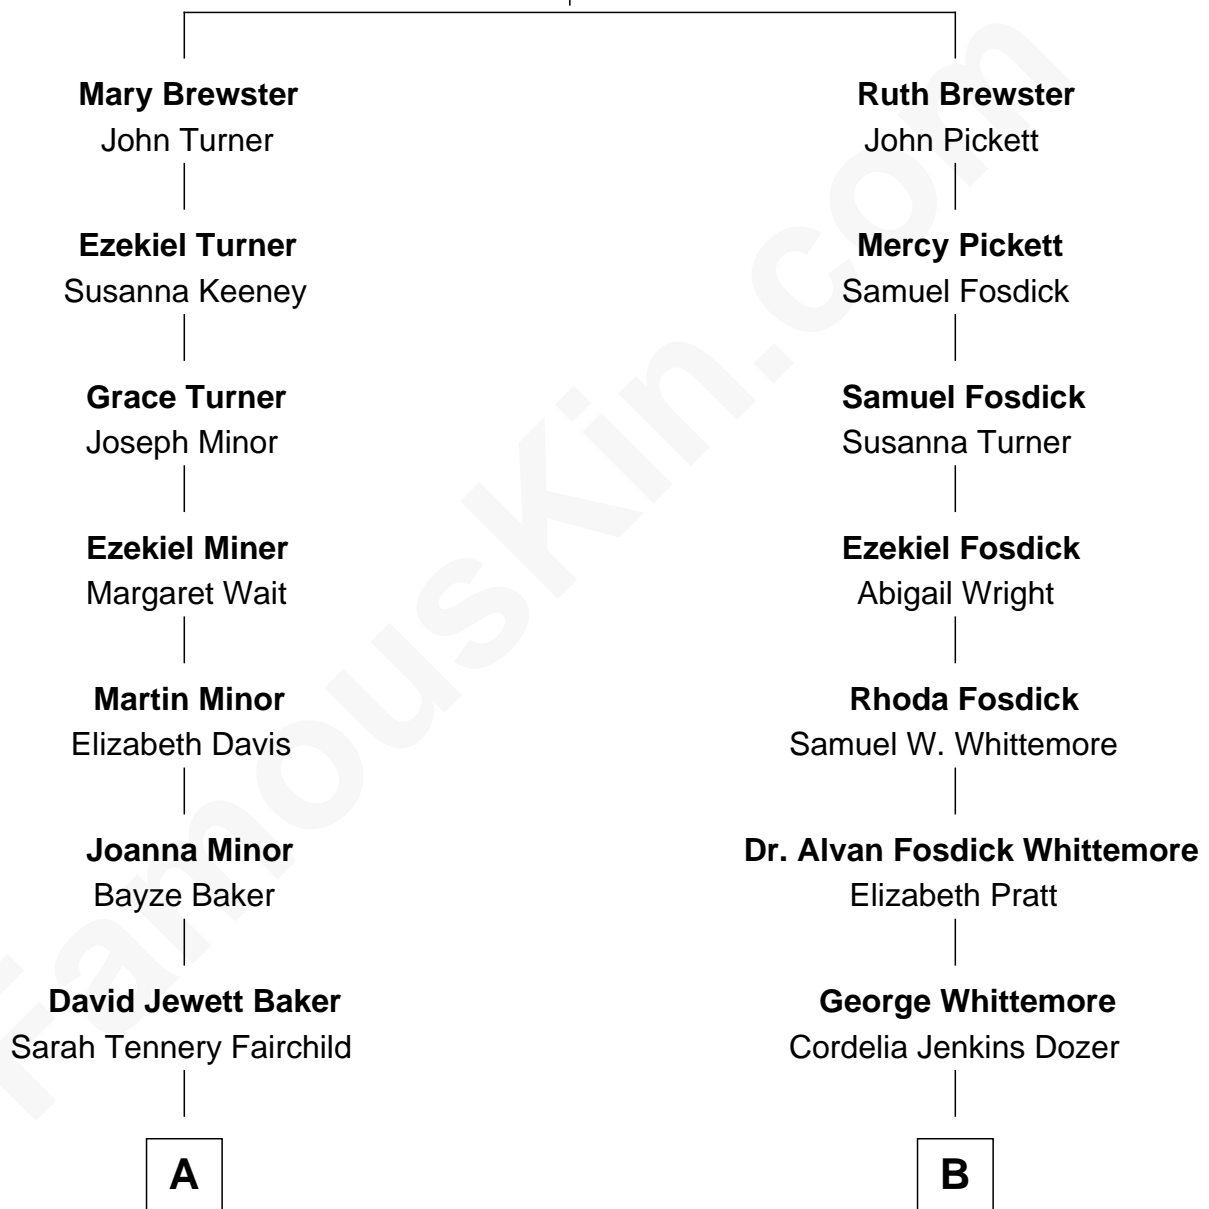 Mary Brewster
John Turner
Ezekiel Turner
Susanna Keeney
Grace Turner
Joseph Minor
Ezekiel Miner
Margaret Wait
Martin Minor
Elizabeth Davis
Joanna Minor
Bayze Baker
David Jewett Baker
Sarah Tennery Fairchild
A
Ruth Brewster
John Pickett
Mercy Pickett
Samuel Fosdick
Samuel Fosdick
Susanna Turner
Ezekiel Fosdick
Abigail Wright
Rhoda Fosdick
Samuel W. Whittemore
Dr. Alvan Fosdick Whittemore
Elizabeth Pratt
George Whittemore
Cordelia Jenkins Dozer
B
FamousKin.com